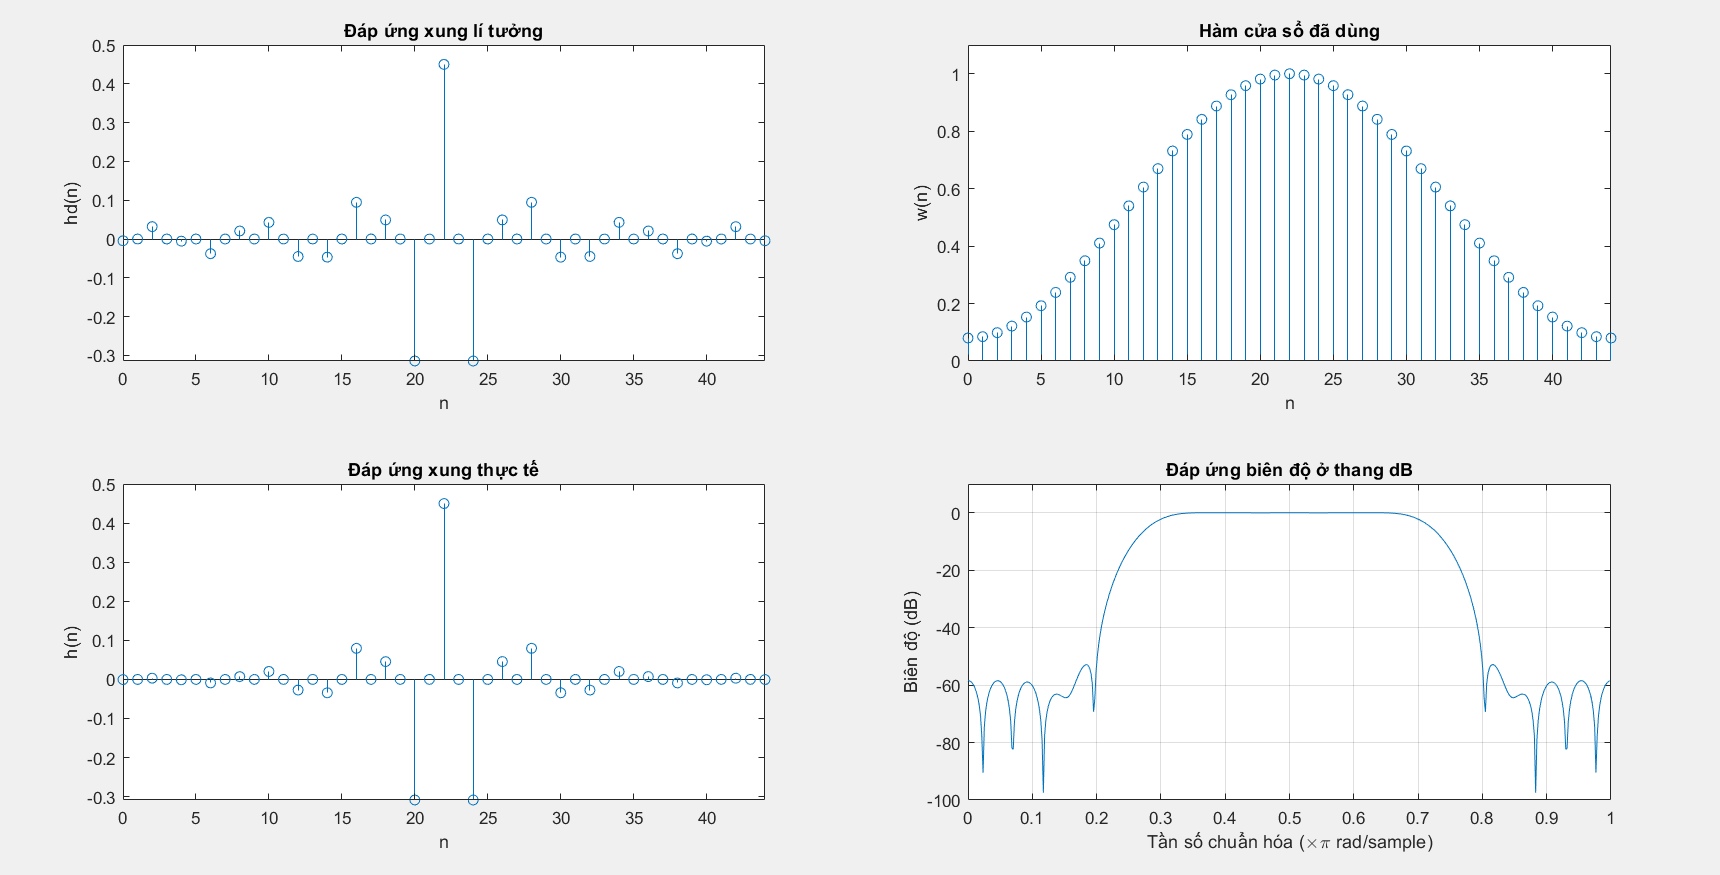 Đáp ứng xung lí tưởng
0.5
0.4
0.3
0.2
0.1
0
-0.1
-0.2
-0.3
hd(n)
0 5 10 15 20 25 30 35 40
n
Hàm cửa sổ đã dùng
1
0.8
0.6
0.4
0.2
0
w(n)
0 5 10 15 20 25 30 35 40
n
Đáp ứng xung thực tế
0.5
0.4
0.3
0.2
0.1
0
-0.1
-0.2
-0.3
h(n)
0 5 10 15 20 25 30 35 40
n
Đáp ứng biên độ ở thang dB
0
-20
-40
-60
-80
-100
Biên độ (dB)
0 0.1 0.2 0.3 0.4 0.5 0.6 0.7 0.8 0.9 1
Tần số chuẩn hóa (×π rad/sample)